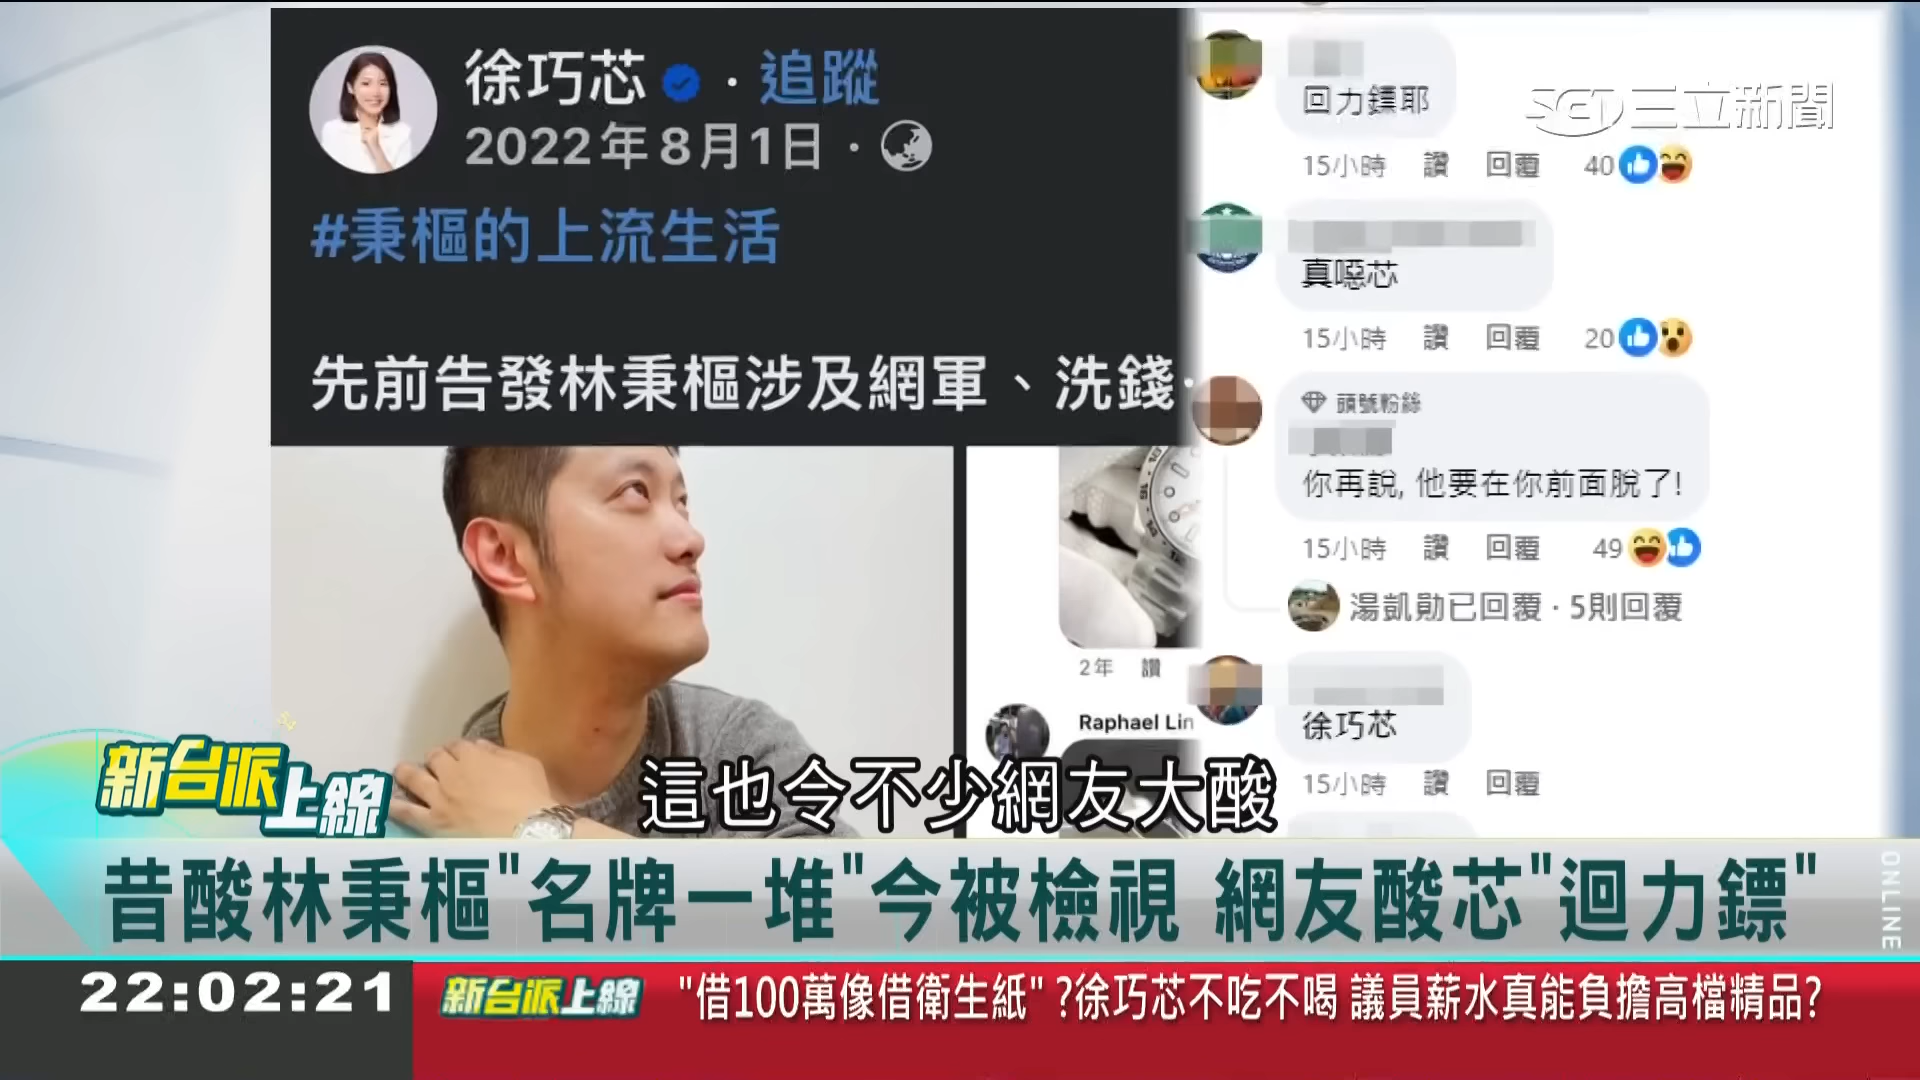 徐巧芯 · 追蹤
2022年8月1日 ·
#秉樞的上流生活
先前告發林秉樞涉及網軍、洗錢
2年 讚
Raphael Lin
回力鏢耶
15小時 讚 回覆 40
真噁芯
15小時 讚 回覆 20
頭號粉絲
你再說, 他要在你前面脫了!
15小時 讚 回覆 49
湯凱勛已回覆 · 5則回覆
徐巧芯
15小時 讚 回覆
SET三立新聞
新台派上線
這也令不少網友大酸
昔酸林秉樞"名牌一堆"今被檢視 網友酸芯"迴力鏢"
ONLINE
22:02:21
新台派上線
"借100萬像借衛生紙"?徐巧芯不吃不喝 議員薪水真能負擔高檔精品?